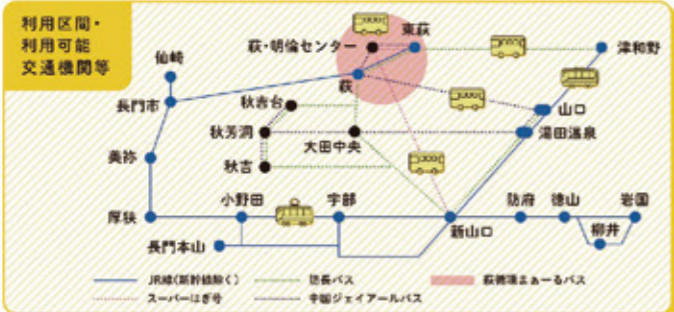 利用区間・
利用可能
交通機関等
仙崎
長門市
美祢
厚狭
萩・明倫センター
東萩
萩
津和野
秋吉台
秋芳洞
秋吉
大田中央
山口
湯田温泉
小野田
宇部
長門本山
新山口
防府
徳山
柳井
岩国
JR線(新幹線除く)
防長バス
萩循環まぁーるバス
スーパーはぎ号
中国ジェイアールバス